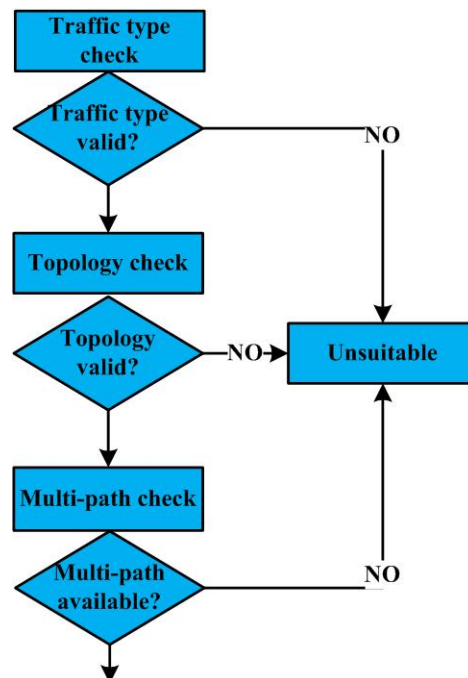 Traffic type
check
Traffic type
valid?
NO
Topology check
Topology
valid?
NO
Unsuitable
Multi-path check
Multi-path
available?
NO